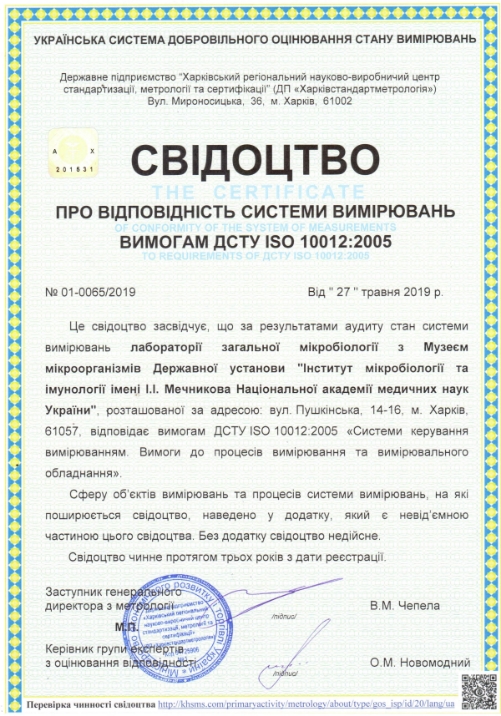 УКРАЇНСЬКА СИСТЕМА ДОБРОВІЛЬНОГО ОЦІНЮВАННЯ СТАНУ ВИМІРЮВАНЬ
Державне підприємство "Харківський регіональний науково-виробничий центр
стандартизації, метрології та сертифікації" (ДП «Харківстандартметрологія»)
Вул. Мироносицька, 36, м. Харків, 61002
А Х
201631
СВІДОЦТВО
THE CERTIFICATE
ПРО ВІДПОВІДНІСТЬ СИСТЕМИ ВИМІРЮВАНЬ
OF CONFORMITY OF THE SYSTEM OF MEASUREMENTS
ВИМОГАМ ДСТУ ISO 10012:2005
TO REQUIREMENTS OF ДСТУ ISO 10012:2005
№ 01-0065/2019 Від " 27 " травня 2019 р.
Це свідоцтво засвідчує, що за результатами аудиту стан системи
вимірювань лабораторії загальної мікробіології з Музеєм
мікроорганізмів Державної установи "Інститут мікробіології та
імунології імені І.І. Мечникова Національної академії медичних наук
України", розташованої за адресою: вул. Пушкінська, 14-16, м. Харків,
61057, відповідає вимогам ДСТУ ISO 10012:2005 «Системи керування
вимірюванням. Вимоги до процесів вимірювання та вимірювального
обладнання».
Сферу об'єктів вимірювань та процесів системи вимірювань, на які
поширюється свідоцтво, наведено у додатку, який є невід'ємною
частиною цього свідоцтва. Без додатку свідоцтво недійсне.
Свідоцтво чинне протягом трьох років з дати реєстрації.
Заступник генерального
директора з метрології В.М. Чепела
/підпис/
М.П.
Керівник групи експертів
з оцінювання відповідності О.М. Новомодний
/підпис/
Перевірка чинності свідоцтва http://khsms.com/primaryactivity/metrology/about/type/gos_isp/id/20/lang/ua